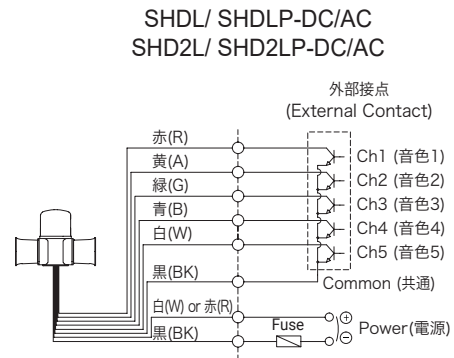 SHDL/ SHDLP-DC/AC
SHD2L/ SHD2LP-DC/AC
外部接点
(External Contact)
赤(R)
Ch1 (音色1)
黄(A)
Ch2 (音色2)
緑(G)
Ch3 (音色3)
青(B)
Ch4 (音色4)
白(W)
Ch5 (音色5)
黒(BK)
Common (共通)
白(W) or 赤(R)
黒(BK)
Fuse
⊕
⊖
Power(電源)